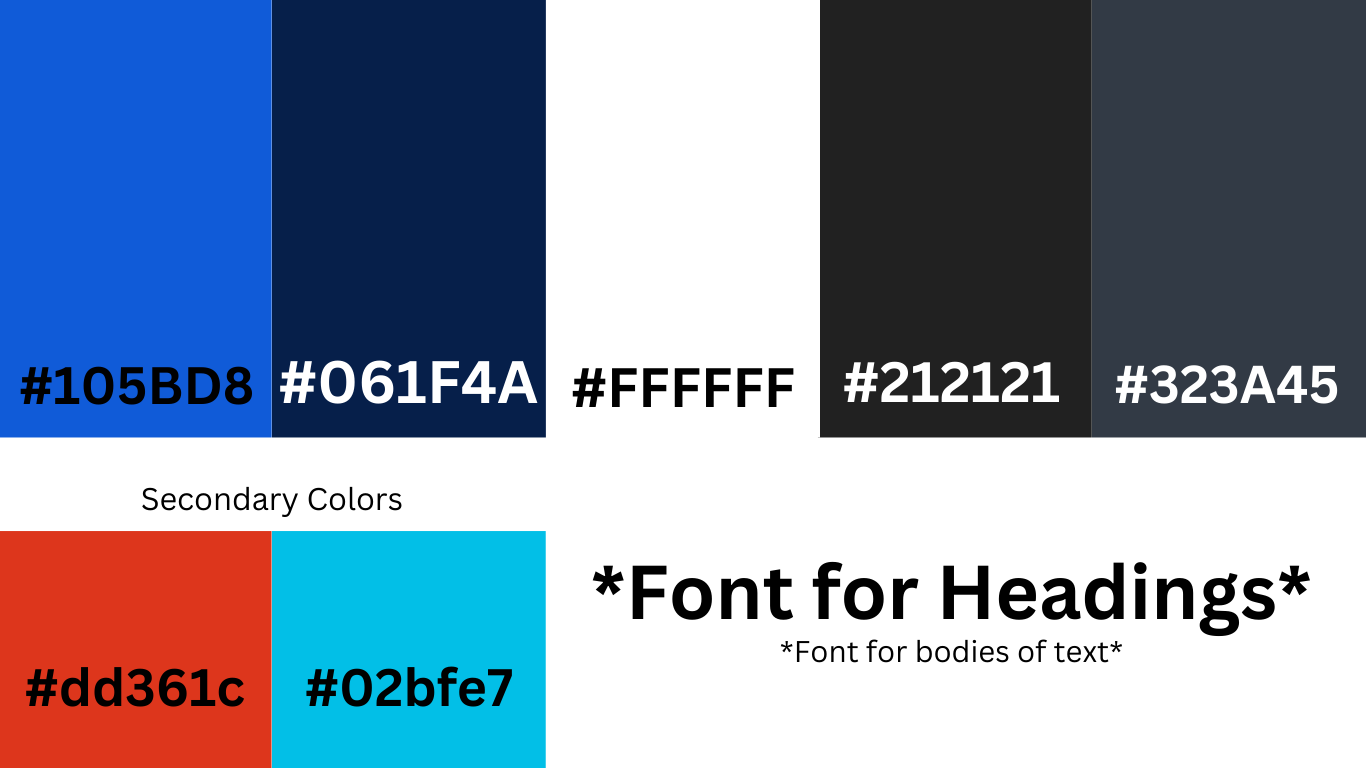 #105BD8
#061F4A
#FFFFFF
#212121
#323A45
Secondary Colors
#dd361c
#02bfe7
*Font for Headings*
*Font for bodies of text*